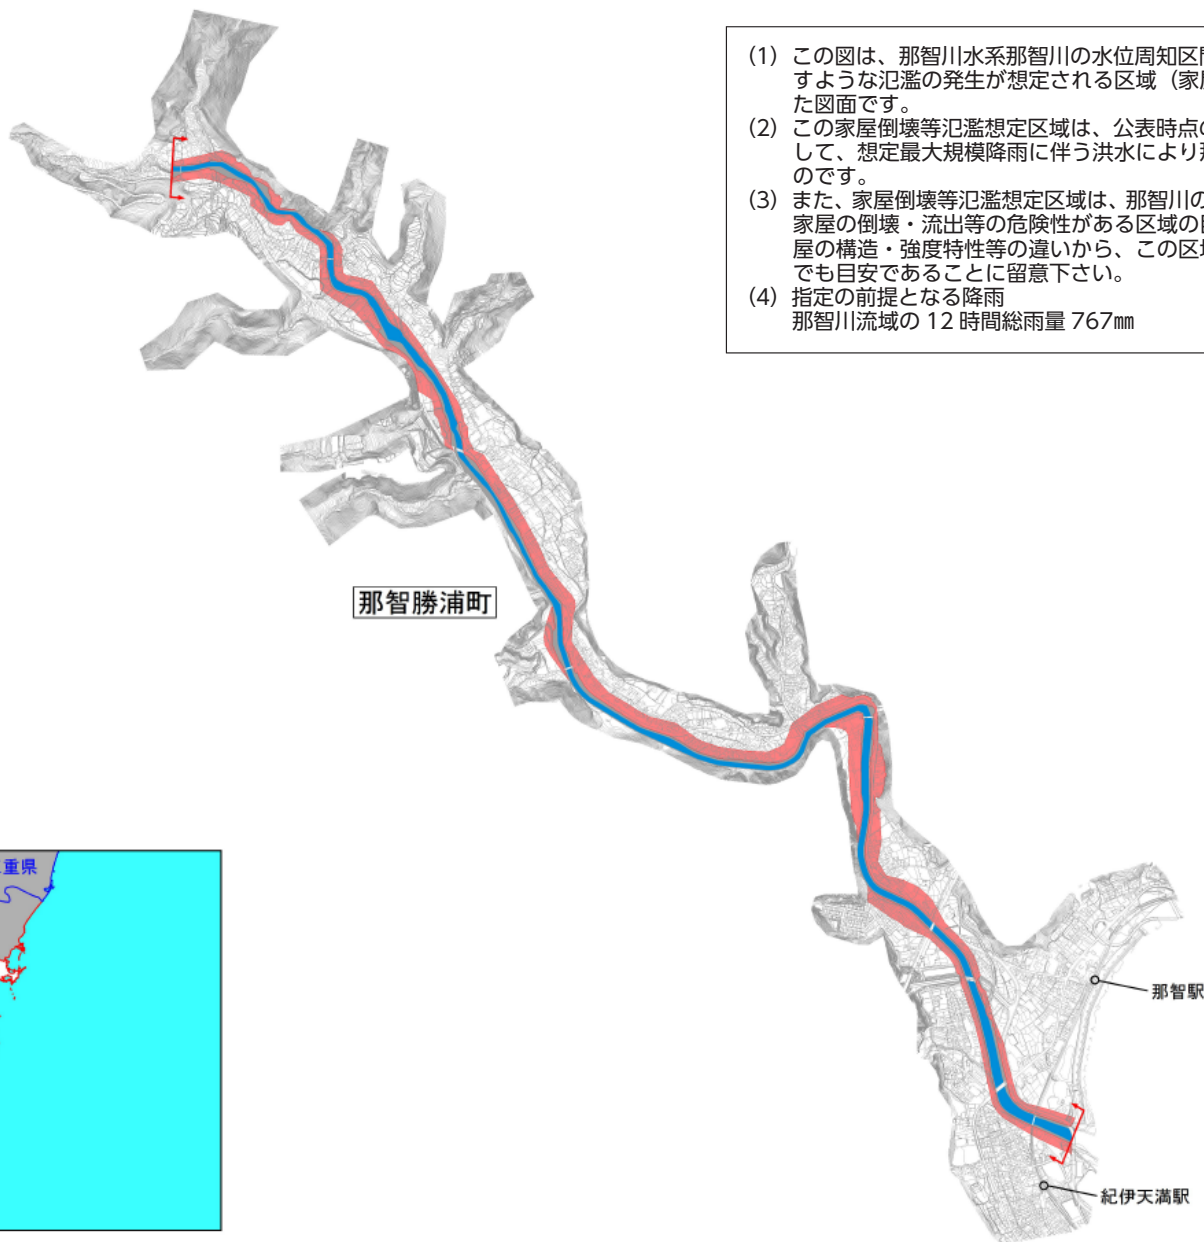 (1) この図は、那智川水系那智川の水位周知区間
すような氾濫の発生が想定される区域（家屋
た図面です。
(2) この家屋倒壊等氾濫想定区域は、公表時点の
して、想定最大規模降雨に伴う洪水により那
のです。
(3) また、家屋倒壊等氾濫想定区域は、那智川の
家屋の倒壊・流出等の危険性がある区域の目
屋の構造・強度特性等の違いから、この区域
でも目安であることに留意下さい。
(4) 指定の前提となる降雨
那智川流域の 12 時間総雨量 767㎜
那智勝浦町
重県
那智駅
紀伊天満駅